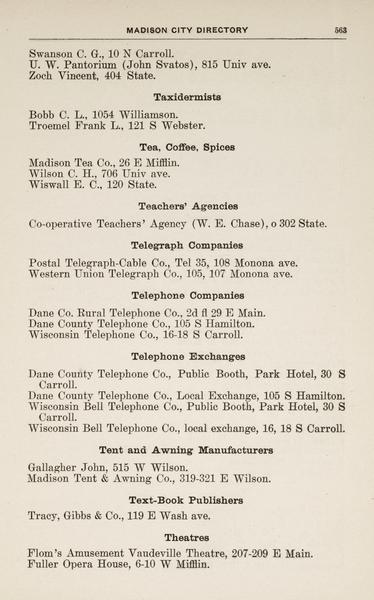 MADISON CITY DIRECTORY 563
Swanson C. G., 10 N Carroll.
U. W. Pantorium (John Svatos), 815 Univ ave.
Zoch Vincent, 404 State.
Taxidermists
Bobb C. L., 1054 Williamson.
Troemel Frank L., 121 S Webster.
Tea, Coffee, Spices
Madison Tea Co., 26 E Mifflin.
Wilson C. H., 706 Univ ave.
Wiswall E. C., 120 State.
Teachers' Agencies
Co-operative Teachers' Agency (W. E. Chase), o 302 State.
Telegraph Companies
Postal Telegraph-Cable Co., Tel 35, 108 Monona ave.
Western Union Telegraph Co., 105, 107 Monona ave.
Telephone Companies
Dane Co. Rural Telephone Co., 2d fl 29 E Main.
Dane County Telephone Co., 105 S Hamilton.
Wisconsin Telephone Co., 16-18 S Carroll.
Telephone Exchanges
Dane County Telephone Co., Public Booth, Park Hotel, 30 S
Carroll.
Dane County Telephone Co., Local Exchange, 105 S Hamilton.
Wisconsin Bell Telephone Co., Public Booth, Park Hotel, 30 S
Carroll.
Wisconsin Bell Telephone Co., local exchange, 16, 18 S Carroll.
Tent and Awning Manufacturers
Gallagher John, 515 W Wilson.
Madison Tent & Awning Co., 319-321 E Wilson.
Text-Book Publishers
Tracy, Gibbs & Co., 119 E Wash ave.
Theatres
Flom's Amusement Vaudeville Theatre, 207-209 E Main.
Fuller Opera House, 6-10 W Mifflin.